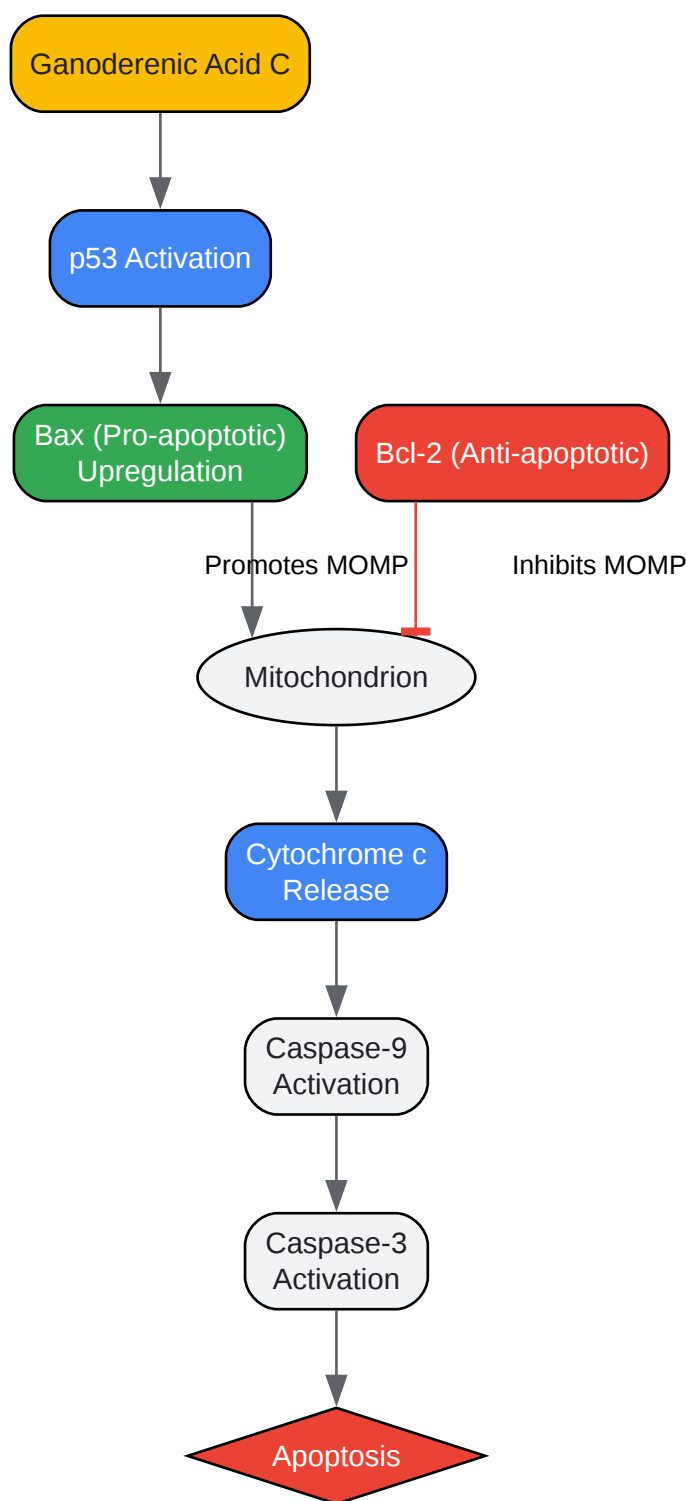 Ganoderenic Acid C
p53 Activation
Bax (Pro-apoptotic)
Upregulation
Bcl-2 (Anti-apoptotic)
Promotes MOMP
Inhibits MOMP
Mitochondrion
Cytochrome c
Release
Caspase-9
Activation
Caspase-3
Activation
Apoptosis